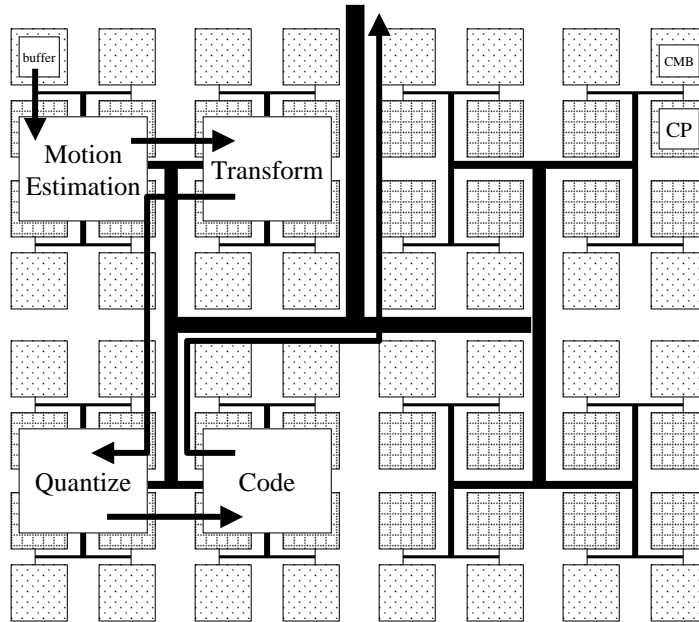 buffer
CMB
CP
Motion
Estimation
Transform
Quantize
Code